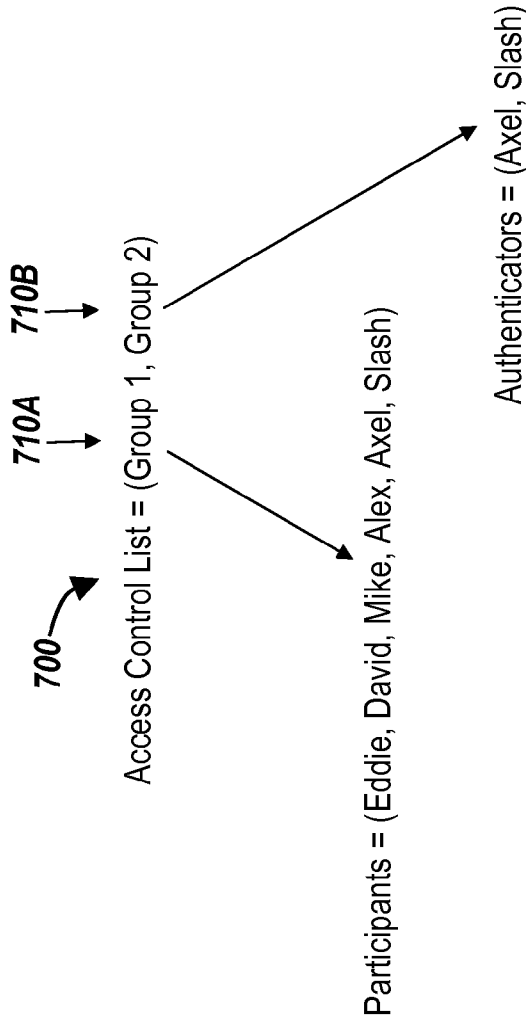 700
710A
710B
Access Control List = (Group 1, Group 2)
Participants = (Eddie, David, Mike, Alex, Axel, Slash)
Authenticators = (Axel, Slash)